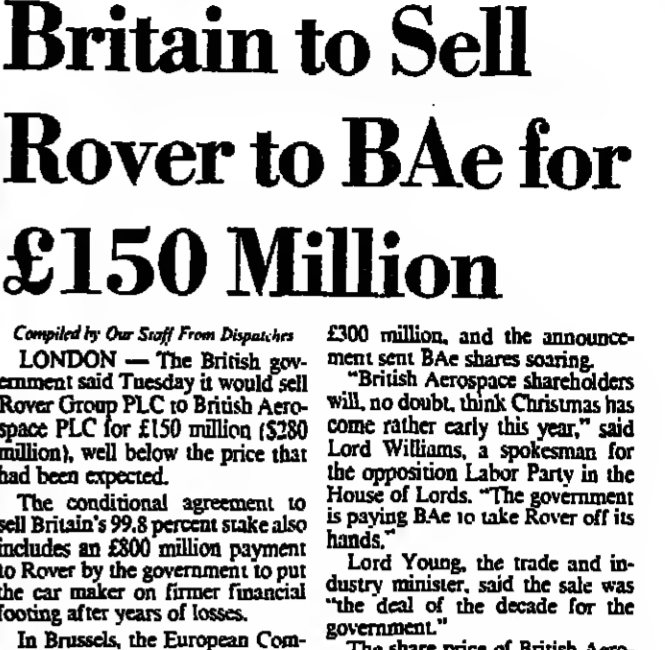 Britain to Sell
Rover to BAe for
£150 Million
Compiled by Our Staff From Dispatches
LONDON — The British gov-
ernment said Tuesday it would sell
Rover Group PLC to British Aero-
space PLC for £150 million ($280
million), well below the price that
had been expected.
The conditional agreement to
sell Britain's 99.8 percent stake also
includes an £800 million payment
to Rover by the government to put
the car maker on firmer financial
footing after years of losses.
In Brussels, the European Com-
£300 million, and the announce-
ment sent BAe shares soaring.
"British Aerospace shareholders
will, no doubt, think Christmas has
come rather early this year," said
Lord Williams, a spokesman for
the opposition Labor Party in the
House of Lords. "The government
is paying BAe to take Rover off its
hands."
Lord Young, the trade and in-
dustry minister, said the sale was
"the deal of the decade for the
government."
The share price of British Aero-